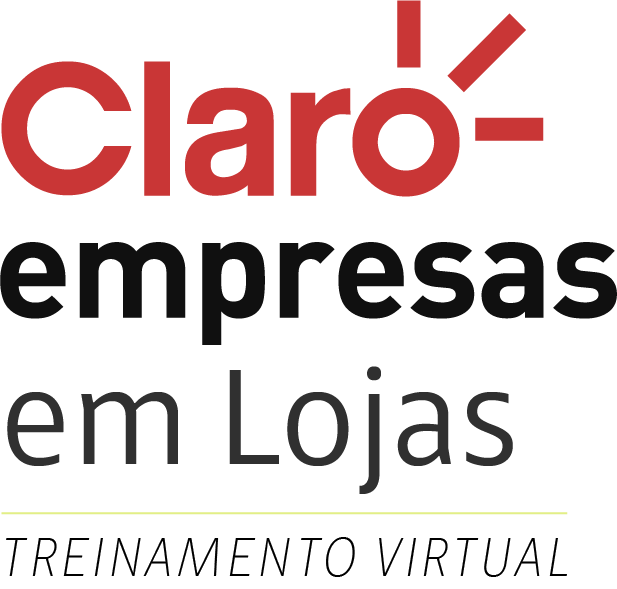 Claro
empresas
em Lojas
TREINAMENTO VIRTUAL